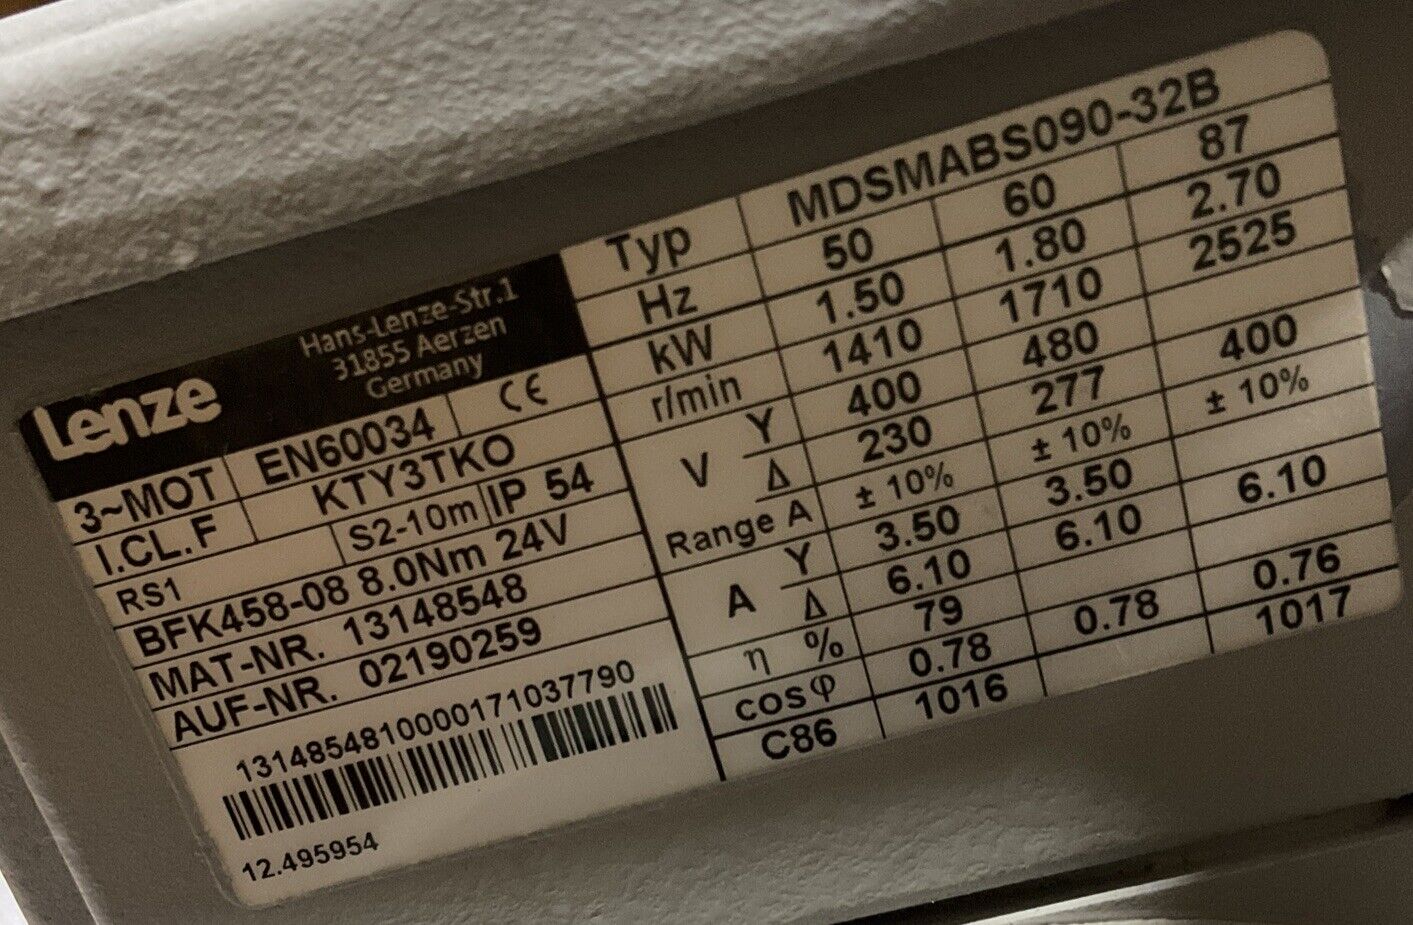 Lenze
Hans-Lenze-Str.1
31855 Aerzen
Germany
3~MOT EN60034 CE
I.CL.F KTY3TKO
RS1 S2-10m IP 54
BFK458-08 8.0Nm 24V
MAT-NR. 13148548
AUF-NR. 02190259
1314854810000171037790
12.495954
Typ MDSMABS090-32B
Hz 50 60 87
kW 1.50 1.80 2.70
r/min 1410 1710 2525
V Y 400 480
Δ 230 277 400
Range A ± 10% ± 10% ± 10%
A Y 3.50 3.50
Δ 6.10 6.10 6.10
η % 79
cos φ 0.78 0.78 0.76
C86 1016 1017